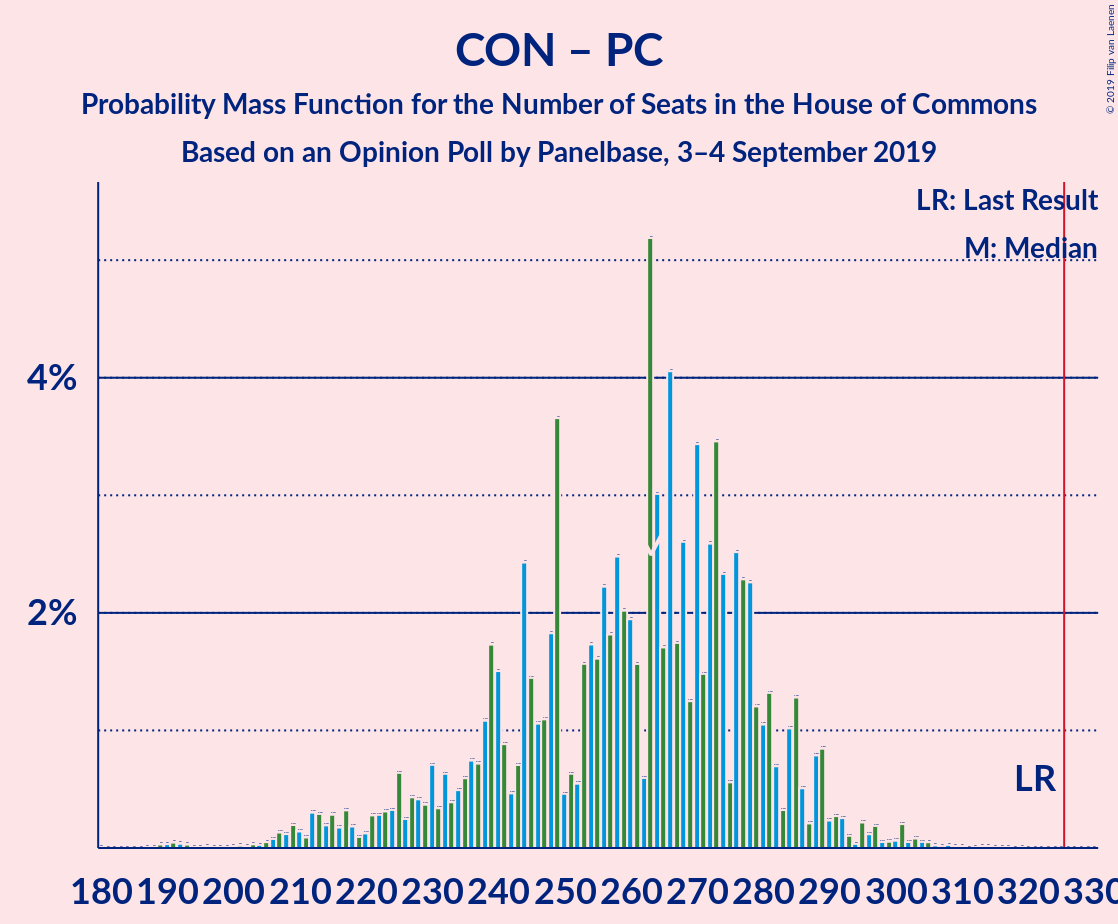 CON – PC
Probability Mass Function for the Number of Seats in the House of Commons
Based on an Opinion Poll by Panelbase, 3–4 September 2019
© 2019 Filip van Laenen
LR: Last Result
M: Median
4%
2%
LR
180 190 200 210 220 230 240 250 260 270 280 290 300 310 320 330